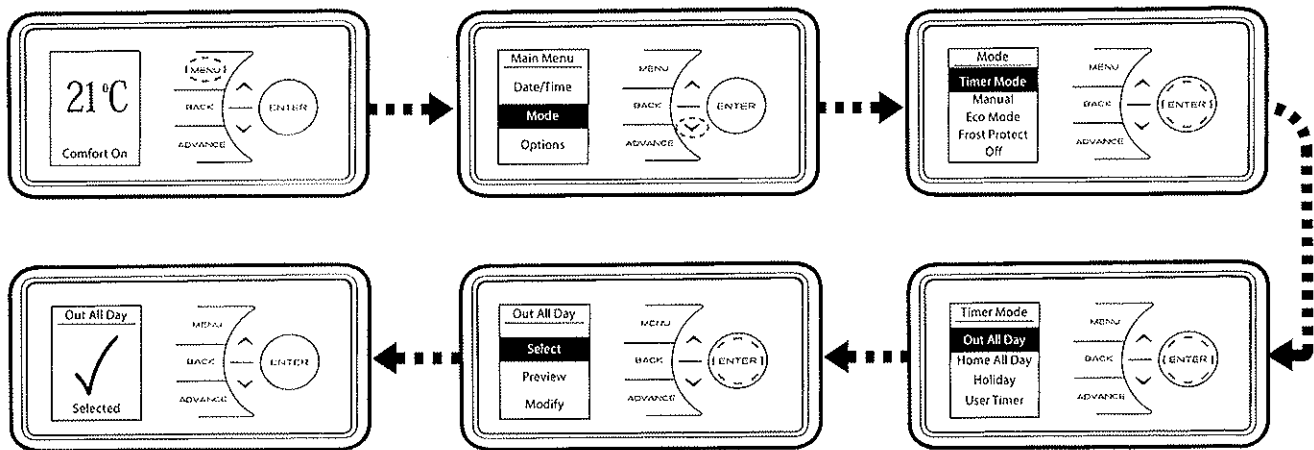 21°C
Comfort On
MENU
BACK
ADVANCE
ENTER
Main Menu
Date/Time
Mode
Options
MENU
BACK
ADVANCE
ENTER
Mode
Timer Mode
Manual
Eco Mode
Frost Protect
Off
MENU
BACK
ADVANCE
ENTER
Out All Day
Selected
MENU
BACK
ADVANCE
ENTER
Out All Day
Select
Preview
Modify
MENU
BACK
ADVANCE
ENTER
Timer Mode
Out All Day
Home All Day
Holiday
User Timer
MENU
BACK
ADVANCE
ENTER